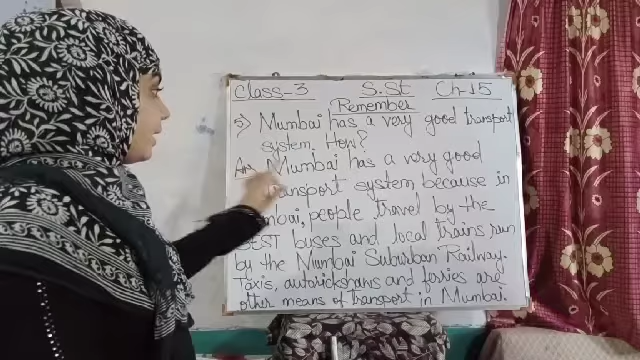 Class-3 S.St Ch-15
Remember
5) Mumbai has a very good transport
system. How?
Ans Mumbai has a very good
transport system, because in
Mumbai, people travel by the
BEST buses and local trains run
by the Mumbai Suburban Railway.
Taxis, autorickshaws and ferries are
other means of transport in Mumbai.